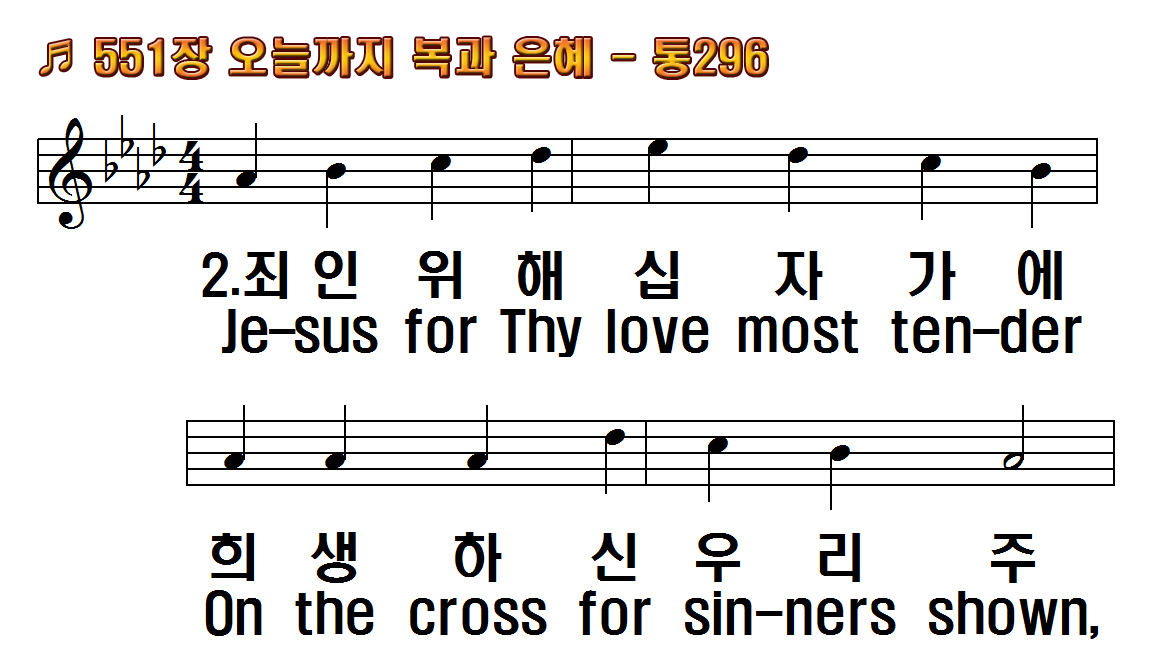 ♬ 551장 오늘까지 복과 은혜 - 통296
4
4
2.죄 인 위 해 십 자 가 에
Je-sus for Thy love most ten-der
희 생 하 신 우 리 주
On the cross for sin-ners shown,